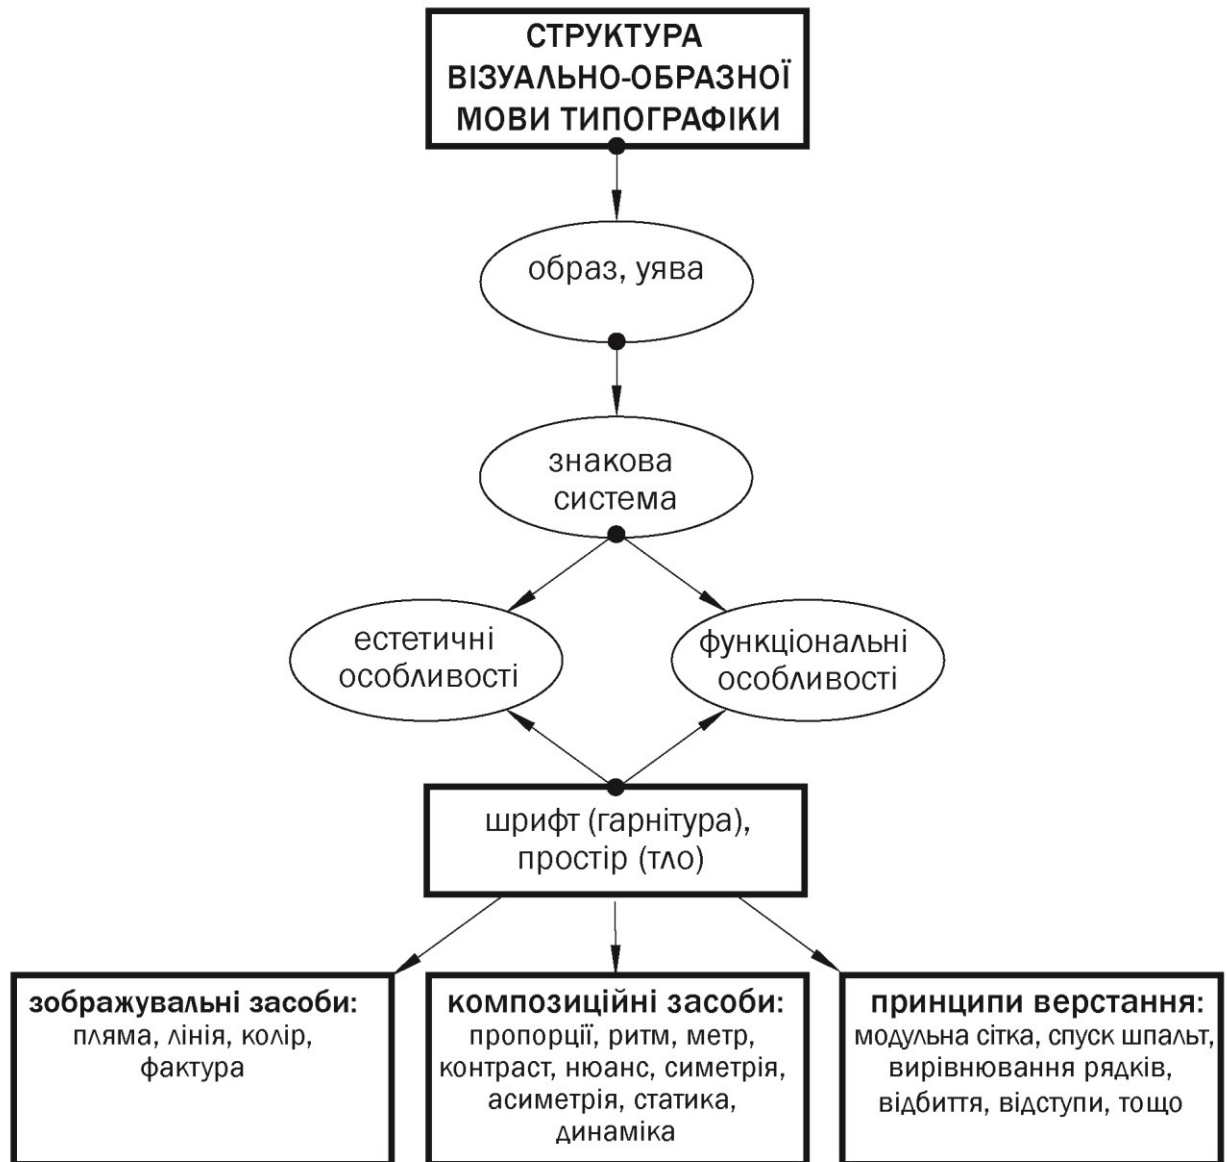 СТРУКТУРА
ВІЗУАЛЬНО-ОБРАЗНОЇ
МОВИ ТИПОГРАФІКИ
образ, уява
знакова
система
естетичні
особливості
функціональні
особливості
шрифт (гарнітура),
простір (тло)
зображувальні засоби:
пляма, лінія, колір,
фактура
композиційні засоби:
пропорції, ритм, метр,
контраст, нюанс, симетрія,
асиметрія, статика,
динаміка
принципи верстання:
модульна сітка, спуск шпальт,
вирівнювання рядків,
відбиття, відступи, тощо